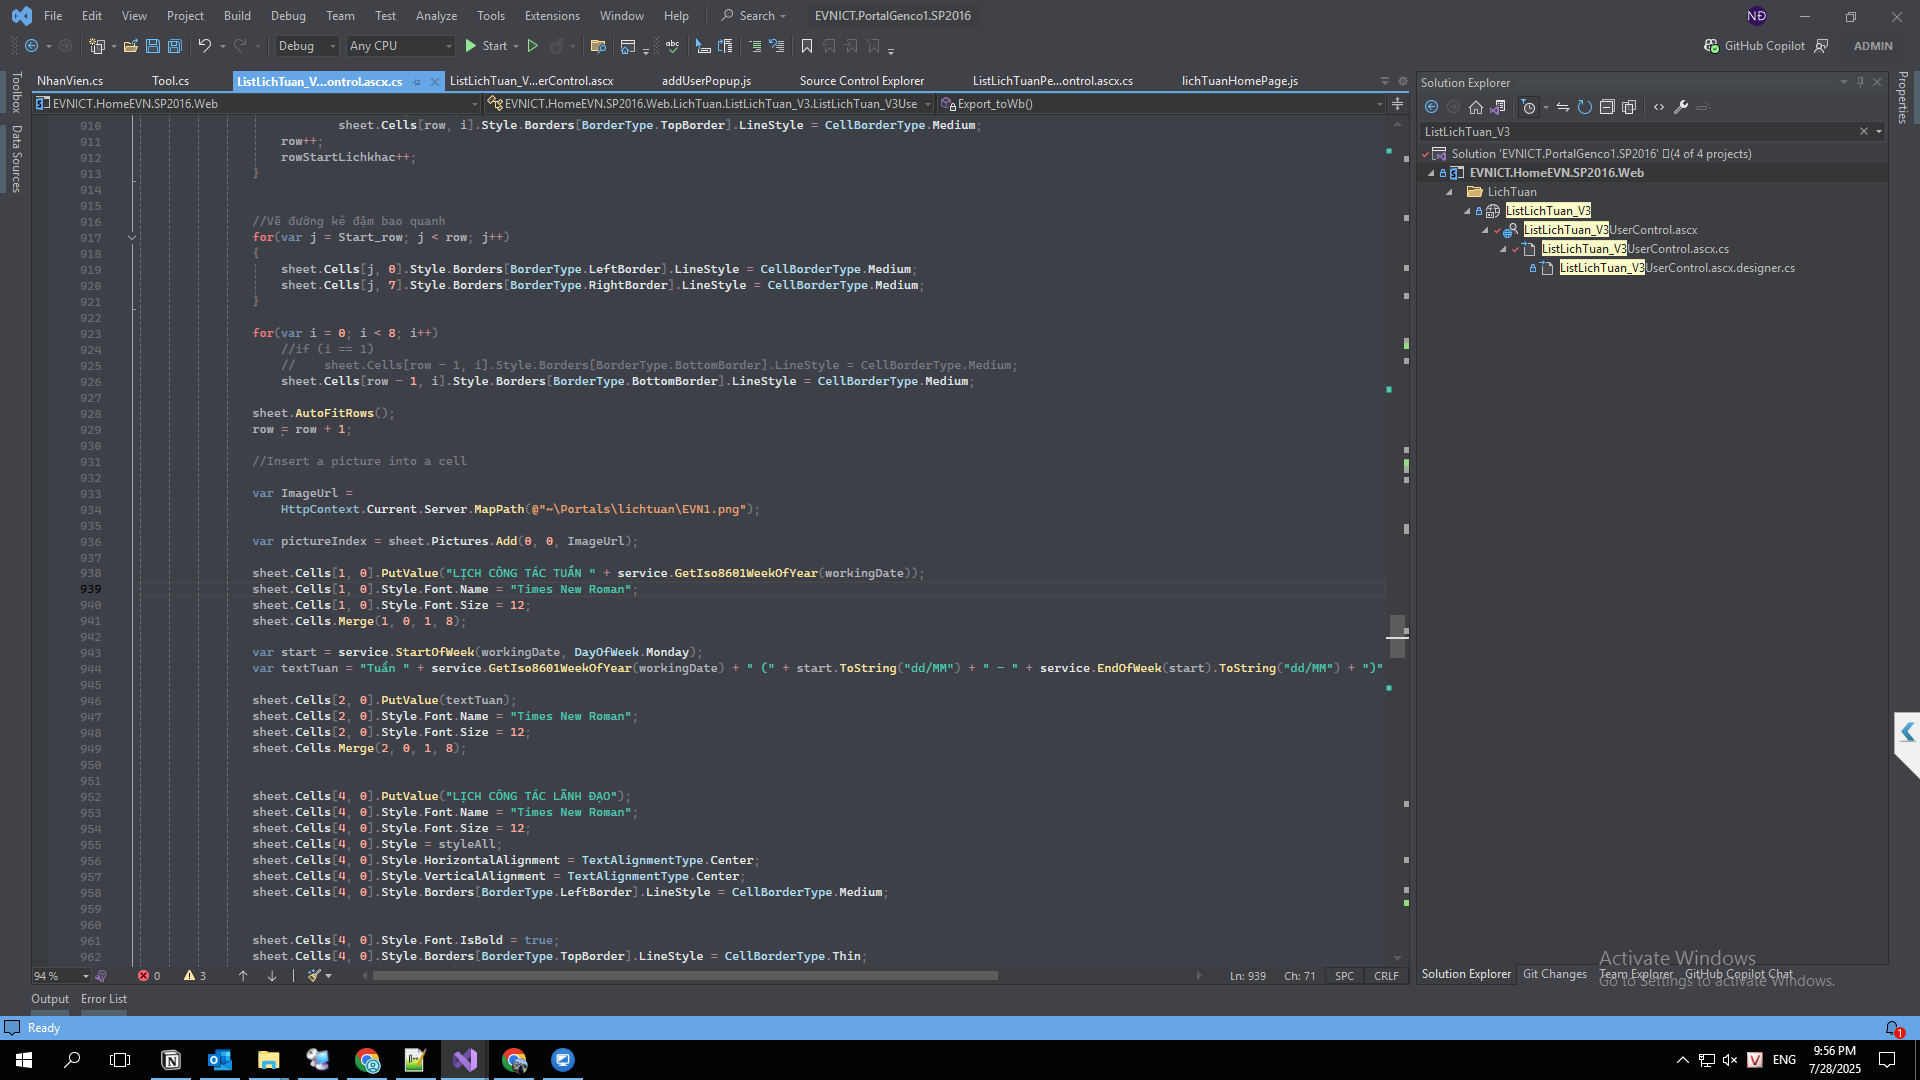 File Edit View Project Build Debug Team Test Analyze Tools Extensions Window Help Search EVNICT.PortalGenco1.SP2016 NĐ
Debug Any CPU Start GitHub Copilot ADMIN
NhanVien.cs Tool.cs ListLichTuan_V...ontrol.ascx.cs ListLichTuan_V...erControl.ascx addUserPopup.js Source Control Explorer ListLichTuanPe...ontrol.ascx.cs lichTuanHomePage.js
EVNICT.HomeEVN.SP2016.Web EVNICT.HomeEVN.SP2016.Web.LichTuan.ListLichTuan_V3.ListLichTuan_V3Use Export_toWb()
Toolbox
Data Sources
910 sheet.Cells[row, i].Style.Borders[BorderType.TopBorder].LineStyle = CellBorderType.Medium;
911 row++;
912 rowStartLichkhac++;
913 }
914
915
916 //Vẽ đường kẻ đậm bao quanh
917 for(var j = Start_row; j < row; j++)
918 {
919 sheet.Cells[j, 0].Style.Borders[BorderType.LeftBorder].LineStyle = CellBorderType.Medium;
920 sheet.Cells[j, 7].Style.Borders[BorderType.RightBorder].LineStyle = CellBorderType.Medium;
921 }
922
923 for(var i = 0; i < 8; i++)
924 //if (i == 1)
925 // sheet.Cells[row - 1, i].Style.Borders[BorderType.BottomBorder].LineStyle = CellBorderType.Medium;
926 sheet.Cells[row - 1, i].Style.Borders[BorderType.BottomBorder].LineStyle = CellBorderType.Medium;
927
928 sheet.AutoFitRows();
929 row = row + 1;
930
931 //Insert a picture into a cell
932
933 var ImageUrl =
934 HttpContext.Current.Server.MapPath(@"~\Portals\lichtuan\EVN1.png");
935
936 var pictureIndex = sheet.Pictures.Add(0, 0, ImageUrl);
937
938 sheet.Cells[1, 0].PutValue("LỊCH CÔNG TÁC TUẦN " + service.GetIso8601WeekOfYear(workingDate));
939 sheet.Cells[1, 0].Style.Font.Name = "Times New Roman";
940 sheet.Cells[1, 0].Style.Font.Size = 12;
941 sheet.Cells.Merge(1, 0, 1, 8);
942
943 var start = service.StartOfWeek(workingDate, DayOfWeek.Monday);
944 var textTuan = "Tuần " + service.GetIso8601WeekOfYear(workingDate) + " (" + start.ToString("dd/MM") + " - " + service.EndOfWeek(start).ToString("dd/MM") + ")"
945
946 sheet.Cells[2, 0].PutValue(textTuan);
947 sheet.Cells[2, 0].Style.Font.Name = "Times New Roman";
948 sheet.Cells[2, 0].Style.Font.Size = 12;
949 sheet.Cells.Merge(2, 0, 1, 8);
950
951
952 sheet.Cells[4, 0].PutValue("LỊCH CÔNG TÁC LÃNH ĐẠO");
953 sheet.Cells[4, 0].Style.Font.Name = "Times New Roman";
954 sheet.Cells[4, 0].Style.Font.Size = 12;
955 sheet.Cells[4, 0].Style = styleAll;
956 sheet.Cells[4, 0].Style.HorizontalAlignment = TextAlignmentType.Center;
957 sheet.Cells[4, 0].Style.VerticalAlignment = TextAlignmentType.Center;
958 sheet.Cells[4, 0].Style.Borders[BorderType.LeftBorder].LineStyle = CellBorderType.Medium;
959
960
961 sheet.Cells[4, 0].Style.Font.IsBold = true;
962 sheet.Cells[4, 0].Style.Borders[BorderType.TopBorder].LineStyle = CellBorderType.Thin;
94 % 0 3 Ln: 939 Ch: 71 SPC CRLF
Output Error List
Ready
Solution Explorer
ListLichTuan_V3
Solution 'EVNICT.PortalGenco1.SP2016' (4 of 4 projects)
EVNICT.HomeEVN.SP2016.Web
LichTuan
ListLichTuan_V3
ListLichTuan_V3UserControl.ascx
ListLichTuan_V3UserControl.ascx.cs
ListLichTuan_V3UserControl.ascx.designer.cs
Properties
Activate Windows
Go to Settings to activate Windows.
Solution Explorer Git Changes Team Explorer GitHub Copilot Chat
1
ENG 9:56 PM
7/28/2025